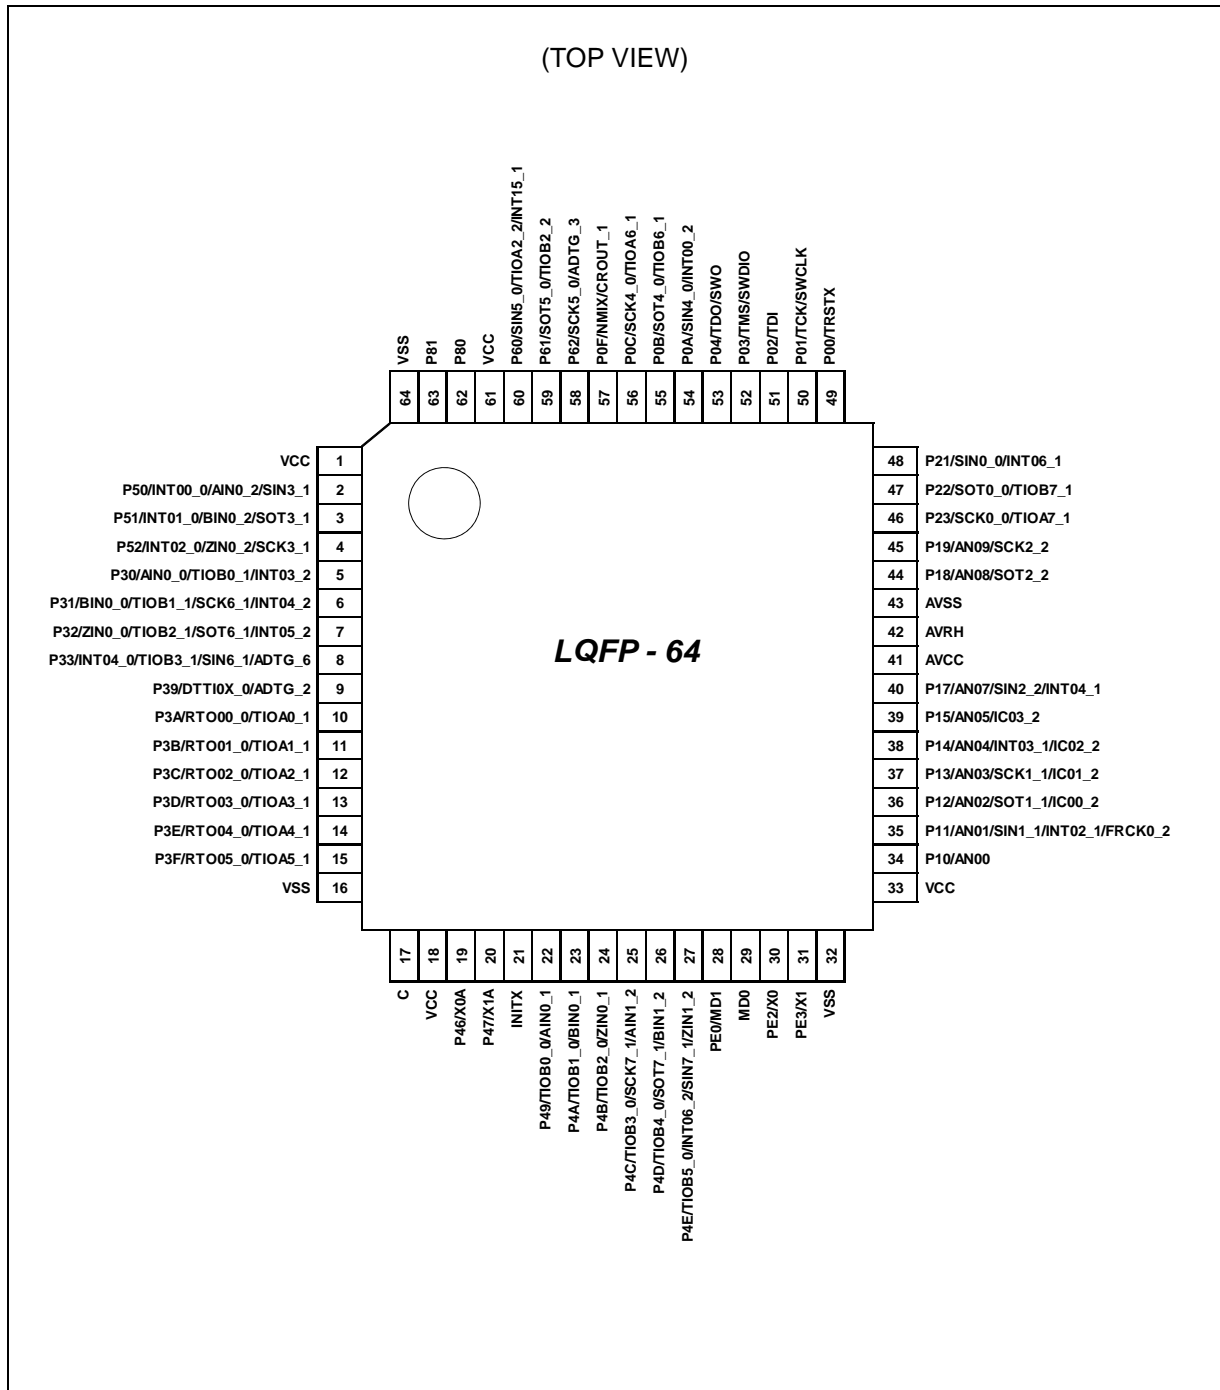 (TOP VIEW)
VSS
P81
P80
VCC
P60/SIN5_0/TIOA2_2/INT15_1
P61/SOT5_0/TIOB2_2
P62/SCK5_0/ADTG_3
P0F/NMIX/CROUT_1
P0C/SCK4_0/TIOA6_1
P0B/SOT4_0/TIOB6_1
P0A/SIN4_0/INT00_2
P04/TDO/SWO
P03/TMS/SWDIO
P02/TDI
P01/TCK/SWCLK
P00/TRSTX
64 63 62 61 60 59 58 57 56 55 54 53 52 51 50 49
VCC 1
P50/INT00_0/AIN0_2/SIN3_1 2
P51/INT01_0/BIN0_2/SOT3_1 3
P52/INT02_0/ZIN0_2/SCK3_1 4
P30/AIN0_0/TIOB0_1/INT03_2 5
P31/BIN0_0/TIOB1_1/SCK6_1/INT04_2 6
P32/ZIN0_0/TIOB2_1/SOT6_1/INT05_2 7
P33/INT04_0/TIOB3_1/SIN6_1/ADTG_6 8
P39/DTTI0X_0/ADTG_2 9
P3A/RTO00_0/TIOA0_1 10
P3B/RTO01_0/TIOA1_1 11
P3C/RTO02_0/TIOA2_1 12
P3D/RTO03_0/TIOA3_1 13
P3E/RTO04_0/TIOA4_1 14
P3F/RTO05_0/TIOA5_1 15
VSS 16
LQFP - 64
48 P21/SIN0_0/INT06_1
47 P22/SOT0_0/TIOB7_1
46 P23/SCK0_0/TIOA7_1
45 P19/AN09/SCK2_2
44 P18/AN08/SOT2_2
43 AVSS
42 AVRH
41 AVCC
40 P17/AN07/SIN2_2/INT04_1
39 P15/AN05/IC03_2
38 P14/AN04/INT03_1/IC02_2
37 P13/AN03/SCK1_1/IC01_2
36 P12/AN02/SOT1_1/IC00_2
35 P11/AN01/SIN1_1/INT02_1/FRCK0_2
34 P10/AN00
33 VCC
17 18 19 20 21 22 23 24 25 26 27 28 29 30 31 32
C
VCC
P46/X0A
P47/X1A
INITX
P49/TIOB0_0/AIN0_1
P4A/TIOB1_0/BIN0_1
P4B/TIOB2_0/ZIN0_1
P4C/TIOB3_0/SCK7_1/AIN1_2
P4D/TIOB4_0/SOT7_1/BIN1_2
P4E/TIOB5_0/INT06_2/SIN7_1/ZIN1_2
PE0/MD1
MD0
PE2/X0
PE3/X1
VSS